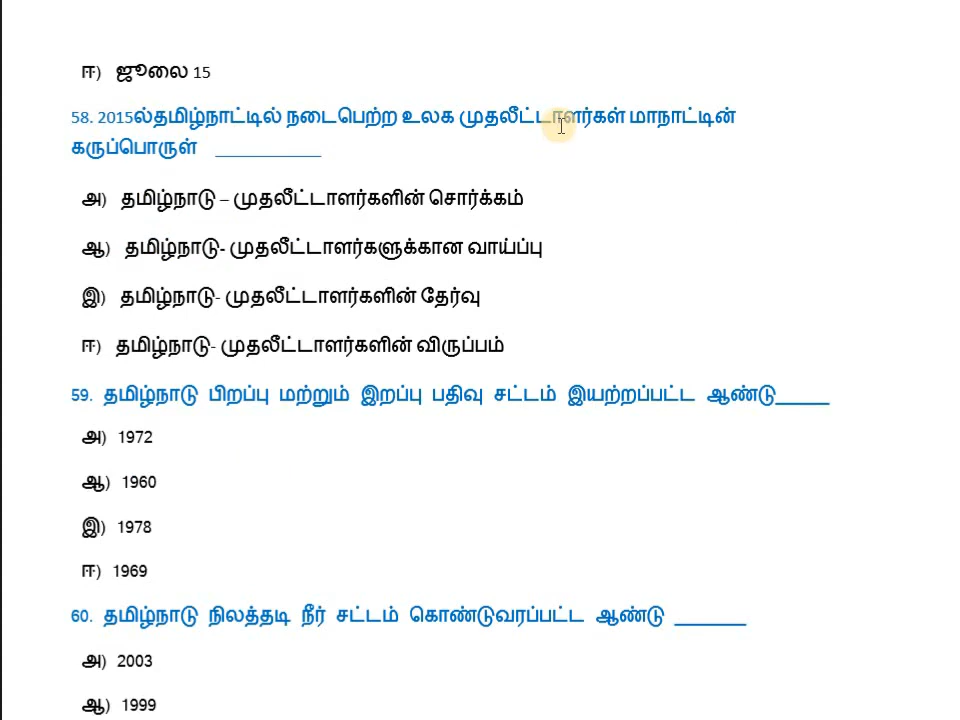 ஈ) ஜூலை 15
58. 2015ல்தமிழ்நாட்டில் நடைபெற்ற உலக முதலீட்டாளர்கள் மாநாட்டின்
கருப்பொருள் __________
அ) தமிழ்நாடு – முதலீட்டாளர்களின் சொர்க்கம்
ஆ) தமிழ்நாடு- முதலீட்டாளர்களுக்கான வாய்ப்பு
இ) தமிழ்நாடு- முதலீட்டாளர்களின் தேர்வு
ஈ) தமிழ்நாடு- முதலீட்டாளர்களின் விருப்பம்
59. தமிழ்நாடு பிறப்பு மற்றும் இறப்பு பதிவு சட்டம் இயற்றப்பட்ட ஆண்டு_____
அ) 1972
ஆ) 1960
இ) 1978
ஈ) 1969
60. தமிழ்நாடு நிலத்தடி நீர் சட்டம் கொண்டுவரப்பட்ட ஆண்டு _______
அ) 2003
ஆ) 1999